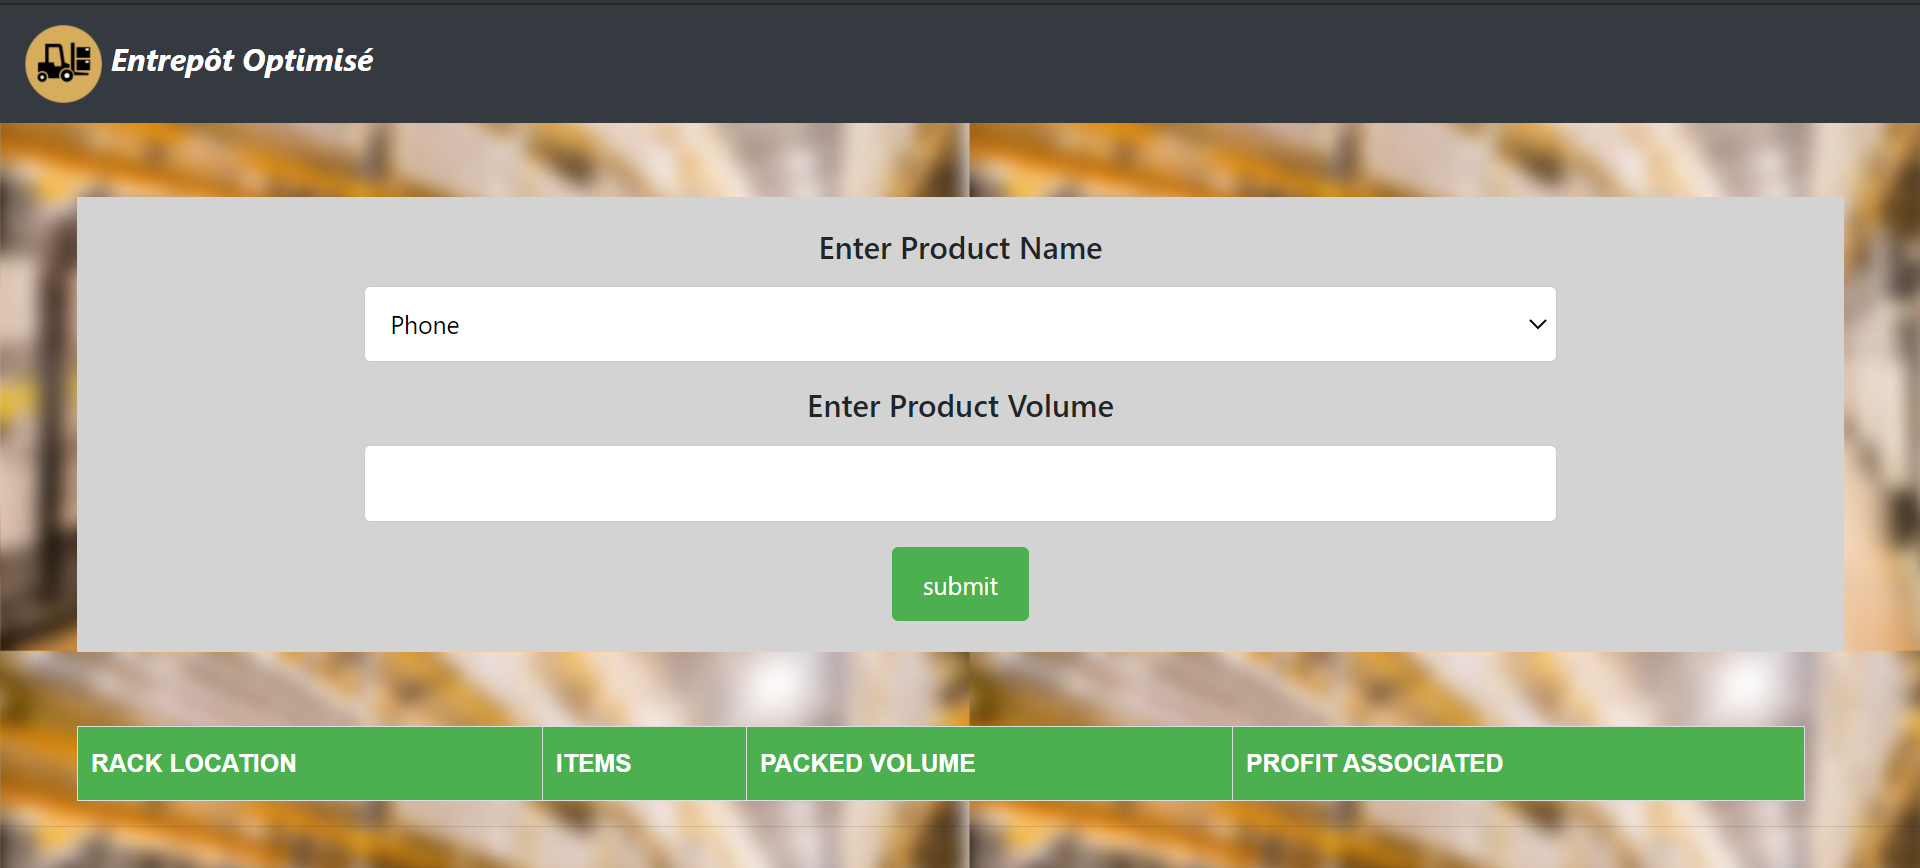 Entrepôt Optimisé
Enter Product Name
Phone
Enter Product Volume
submit
RACK LOCATION ITEMS PACKED VOLUME PROFIT ASSOCIATED